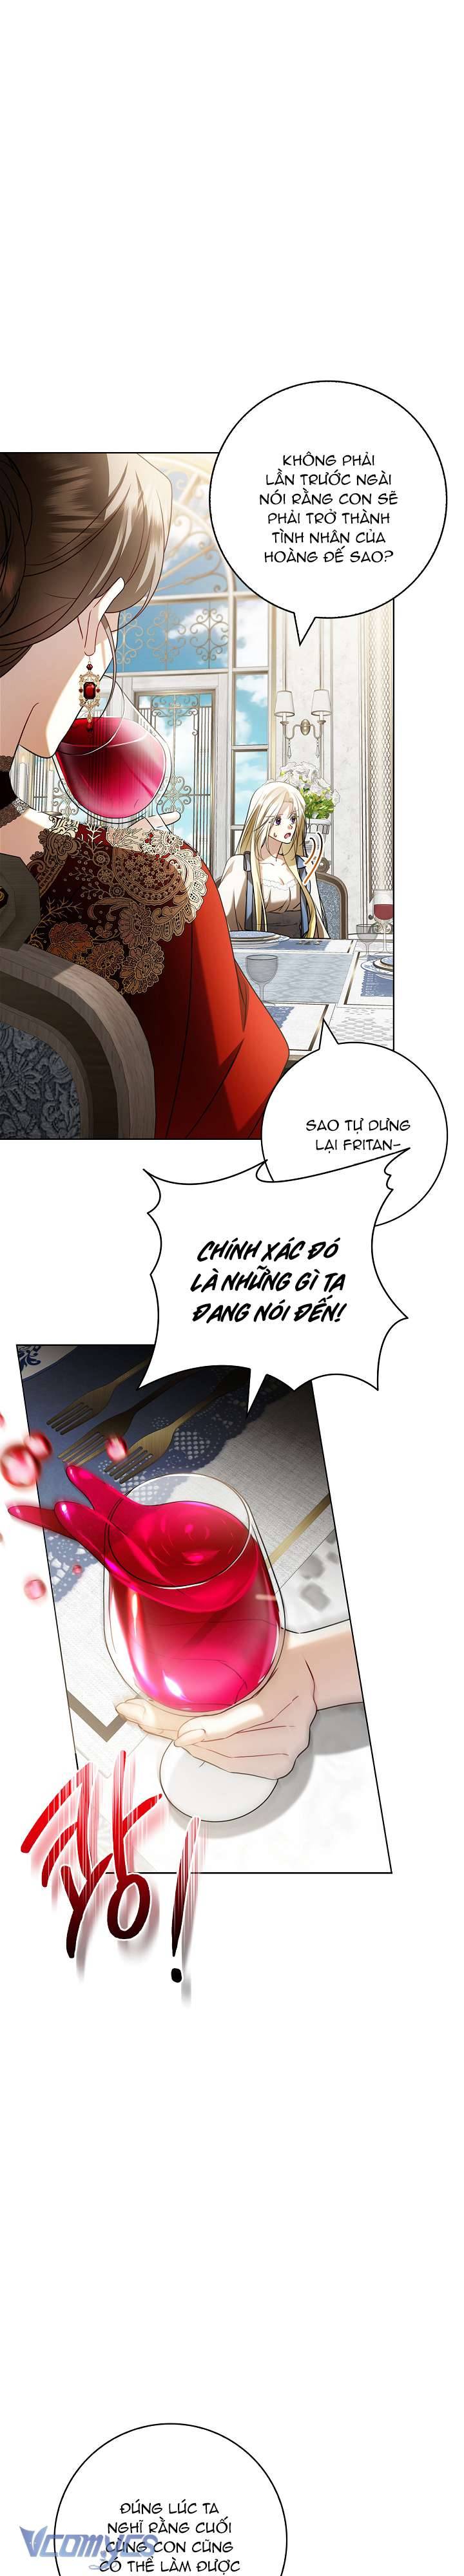 KHÔNG PHẢI
LẦN TRƯỚC NGÀI
NÓI RẰNG CON SẼ
PHẢI TRỞ THÀNH
TÌNH NHÂN CỦA
HOÀNG ĐẾ SAO?
SAO TỰ DƯNG
LẠI FRITAN-
CHÍNH XÁC ĐÓ
LÀ NHỮNG GÌ TA
ĐANG NÓI ĐẾN!
ĐÚNG LÚC TA
NGHĨ RẰNG CUỐI
CÙNG CON CŨNG
CÓ THỂ LÀM ĐƯỢC
Vcomycs